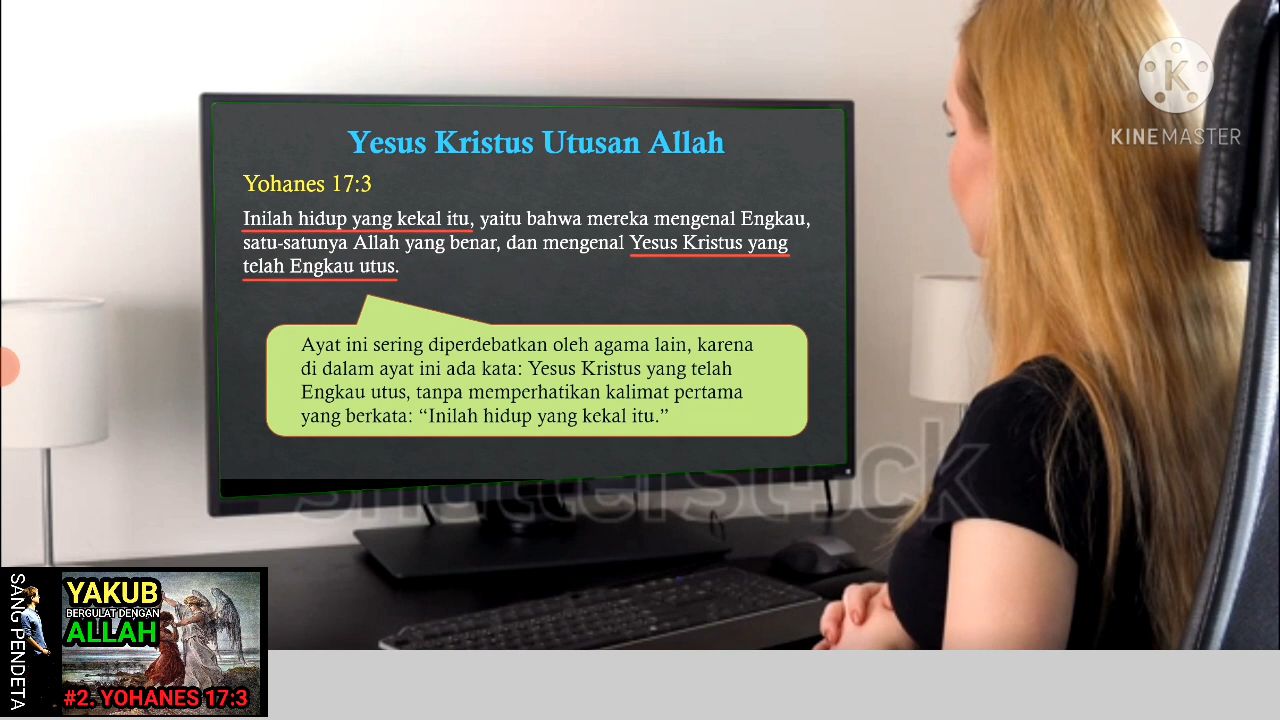 KINEMASTER
Yesus Kristus Utusan Allah
Yohanes 17:3
Inilah hidup yang kekal itu, yaitu bahwa mereka mengenal Engkau,
satu-satunya Allah yang benar, dan mengenal Yesus Kristus yang
telah Engkau utus.
Ayat ini sering diperdebatkan oleh agama lain, karena
di dalam ayat ini ada kata: Yesus Kristus yang telah
Engkau utus, tanpa memperhatikan kalimat pertama
yang berkata: “Inilah hidup yang kekal itu.”
shutterstock
SANG PENDETA
YAKUB
BERGULAT DENGAN
ALLAH
#2. YOHANES 17:3